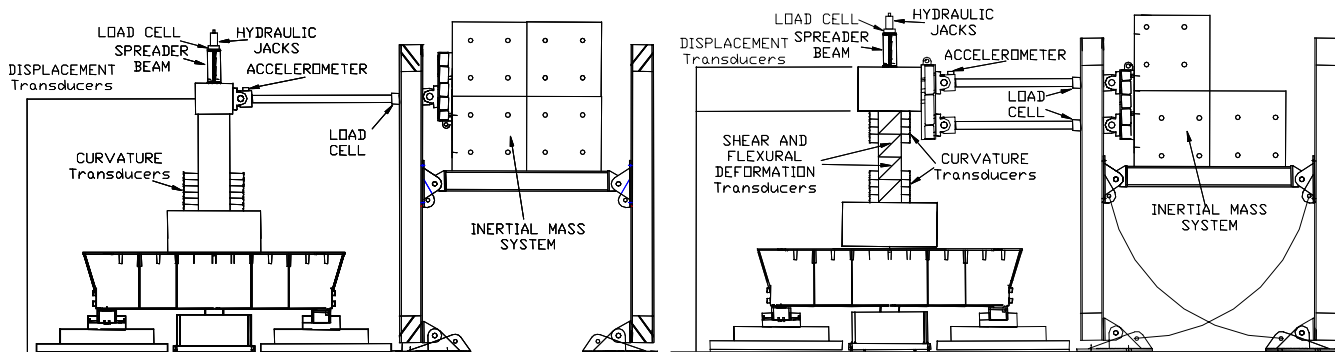 LOAD CELL
HYDRAULIC
JACKS
SPREADER
BEAM
DISPLACEMENT
Transducers
ACCELEROMETER
LOAD
CELL
CURVATURE
Transducers
INERTIAL MASS
SYSTEM
LOAD CELL
HYDRAULIC
JACKS
DISPLACEMENT
Transducers
SPREADER
BEAM
ACCELEROMETER
LOAD
CELL
SHEAR AND
FLEXURAL
DEFORMATION
Transducers
CURVATURE
Transducers
INERTIAL MASS
SYSTEM